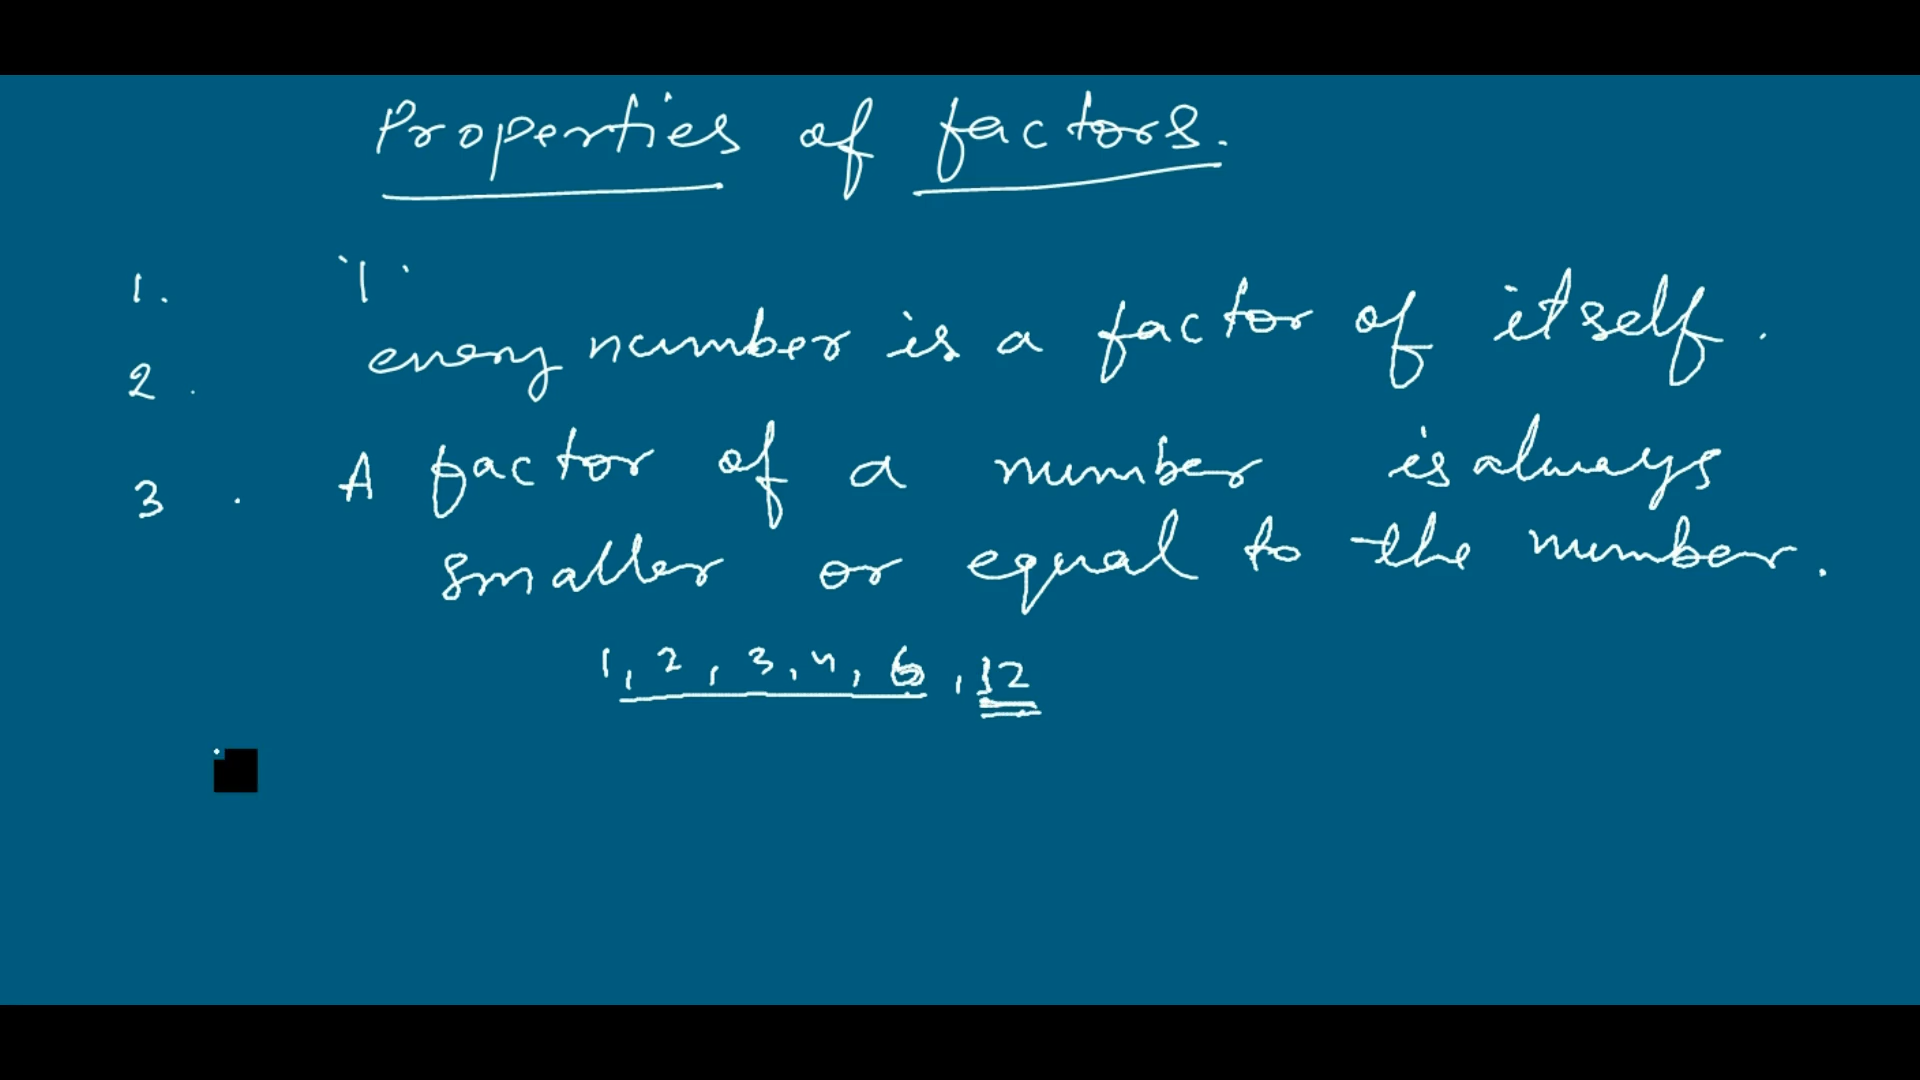 Properties of factors.
1. '1'
2. every number is a factor of itself.
3. A factor of a number is always
smaller or equal to the number.
1, 2, 3, 4, 6, 12